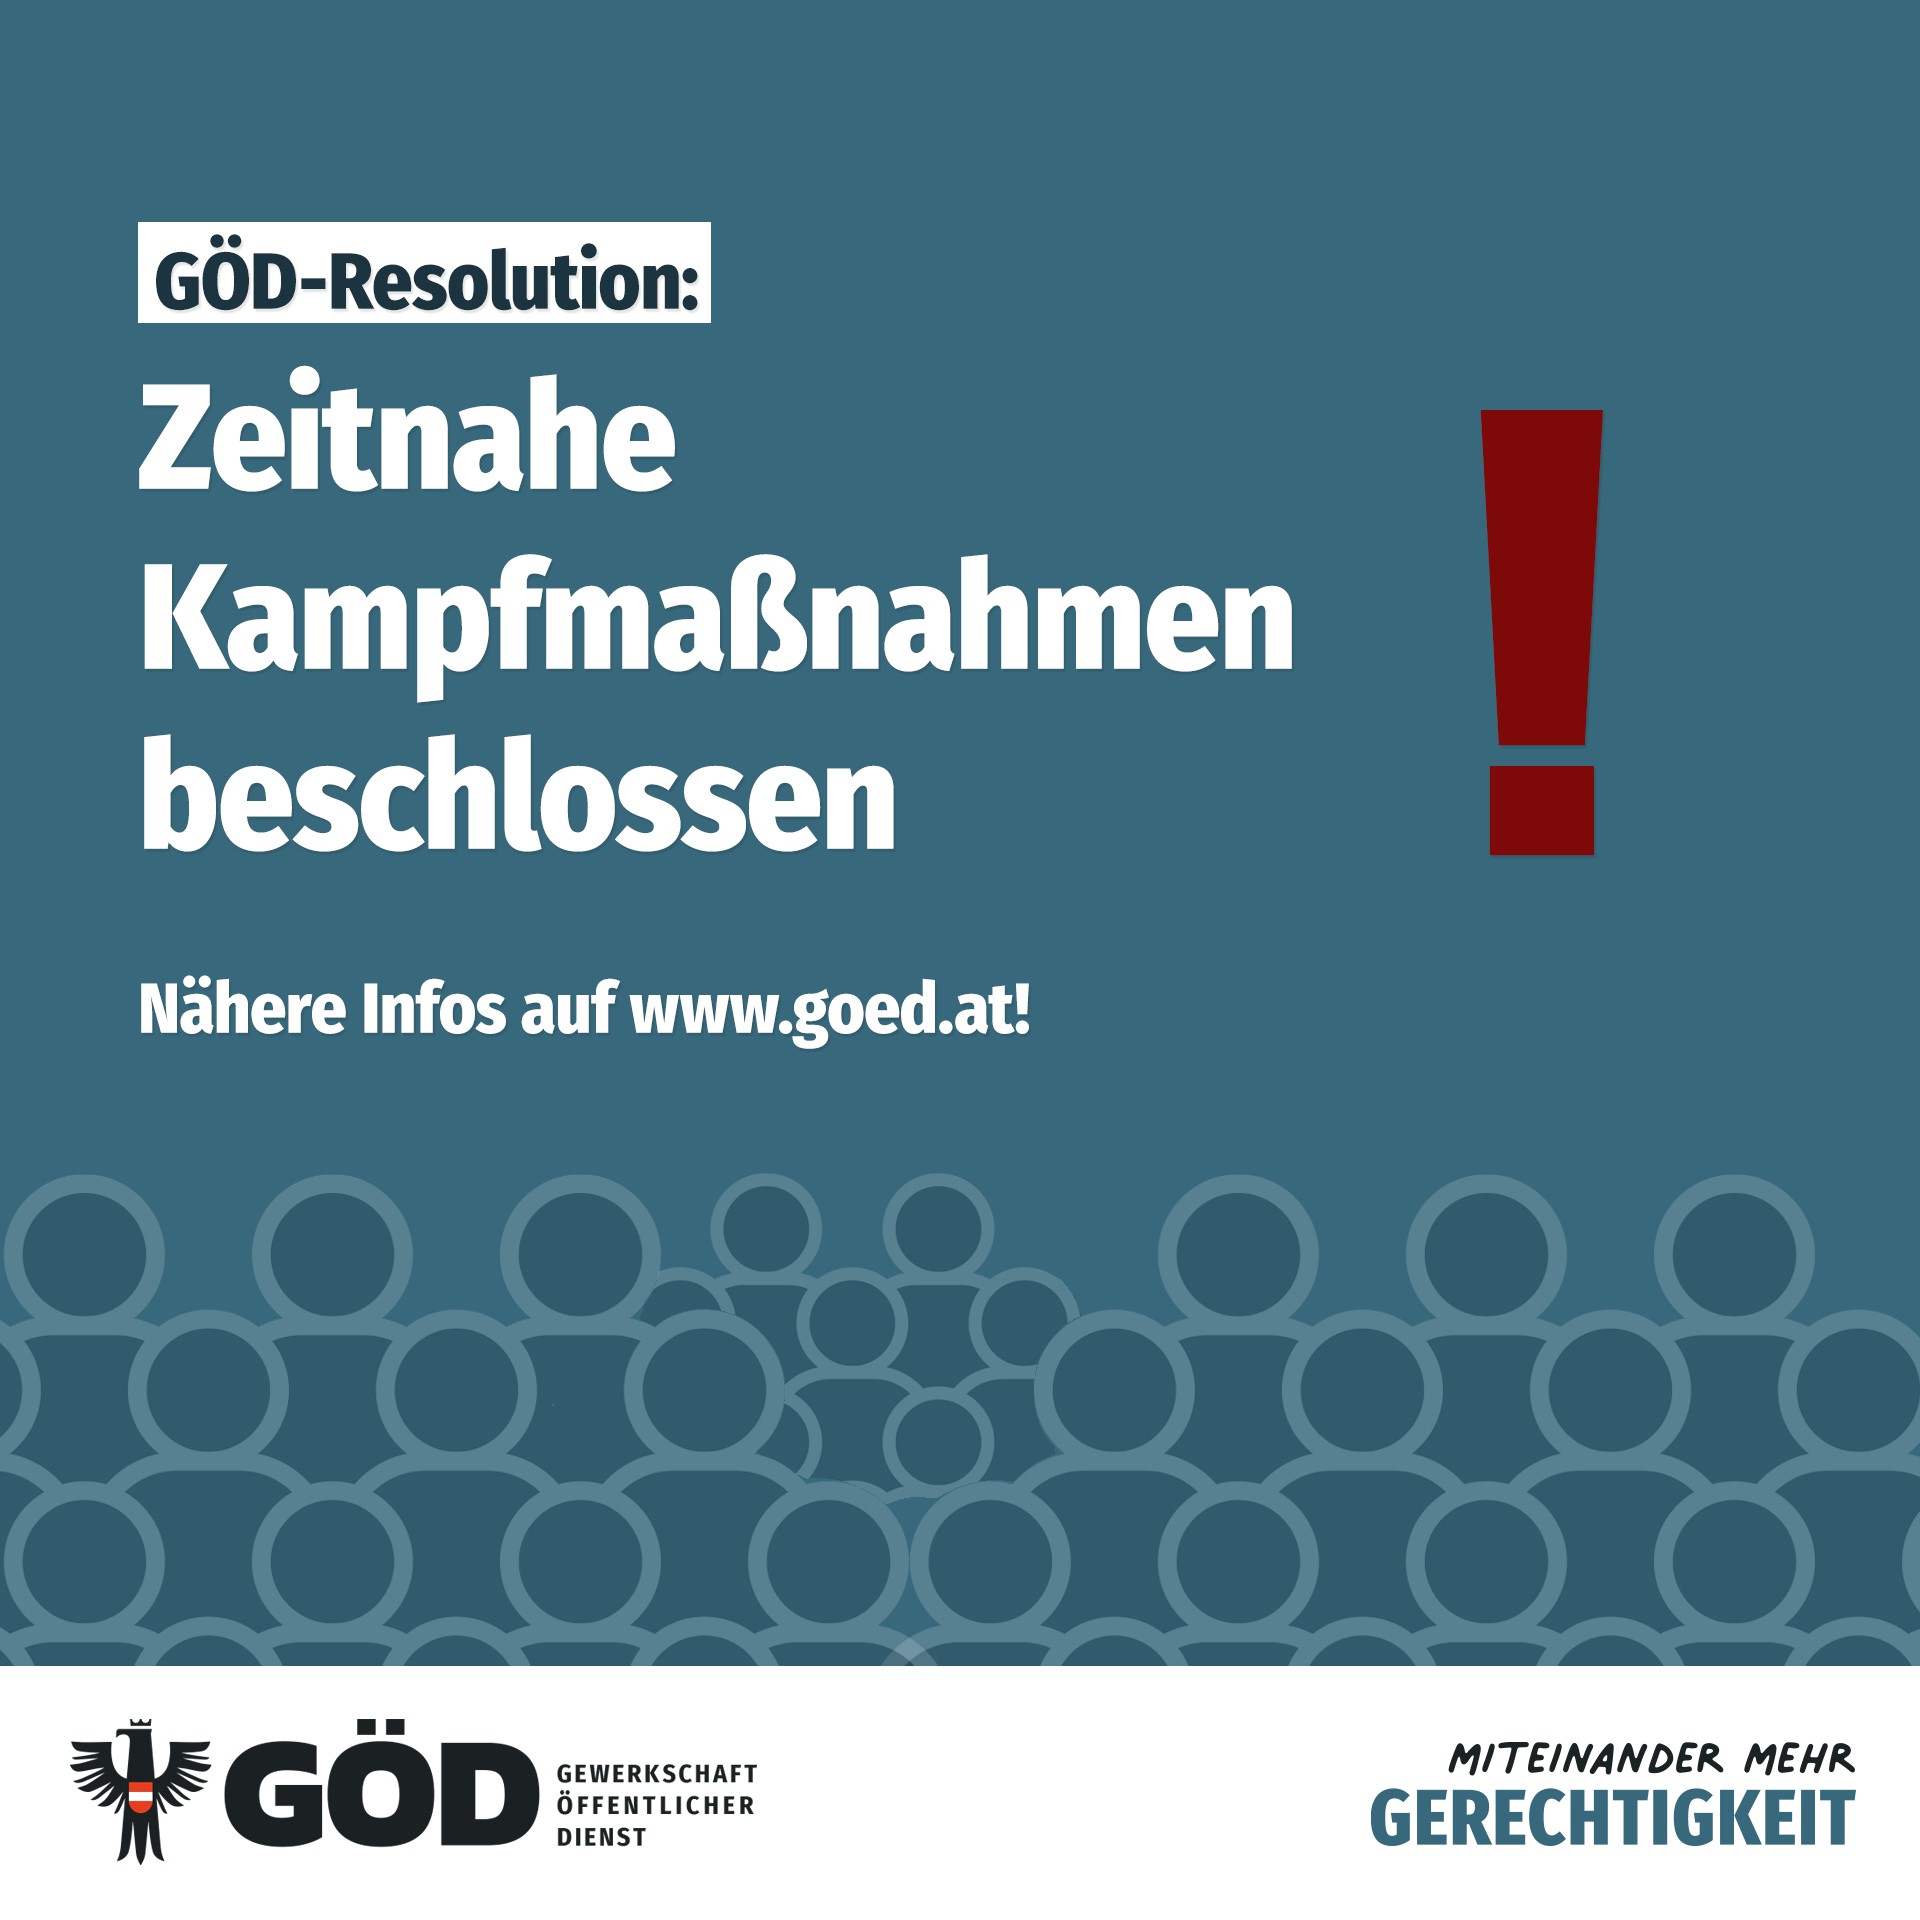 GÖD-Resolution:
Zeitnahe
Kampfmaßnahmen
beschlossen
!
Nähere Infos auf www.goed.at!
GÖD
GEWERKSCHAFT
ÖFFENTLICHER
DIENST
MITEINANDER MEHR
GERECHTIGKEIT